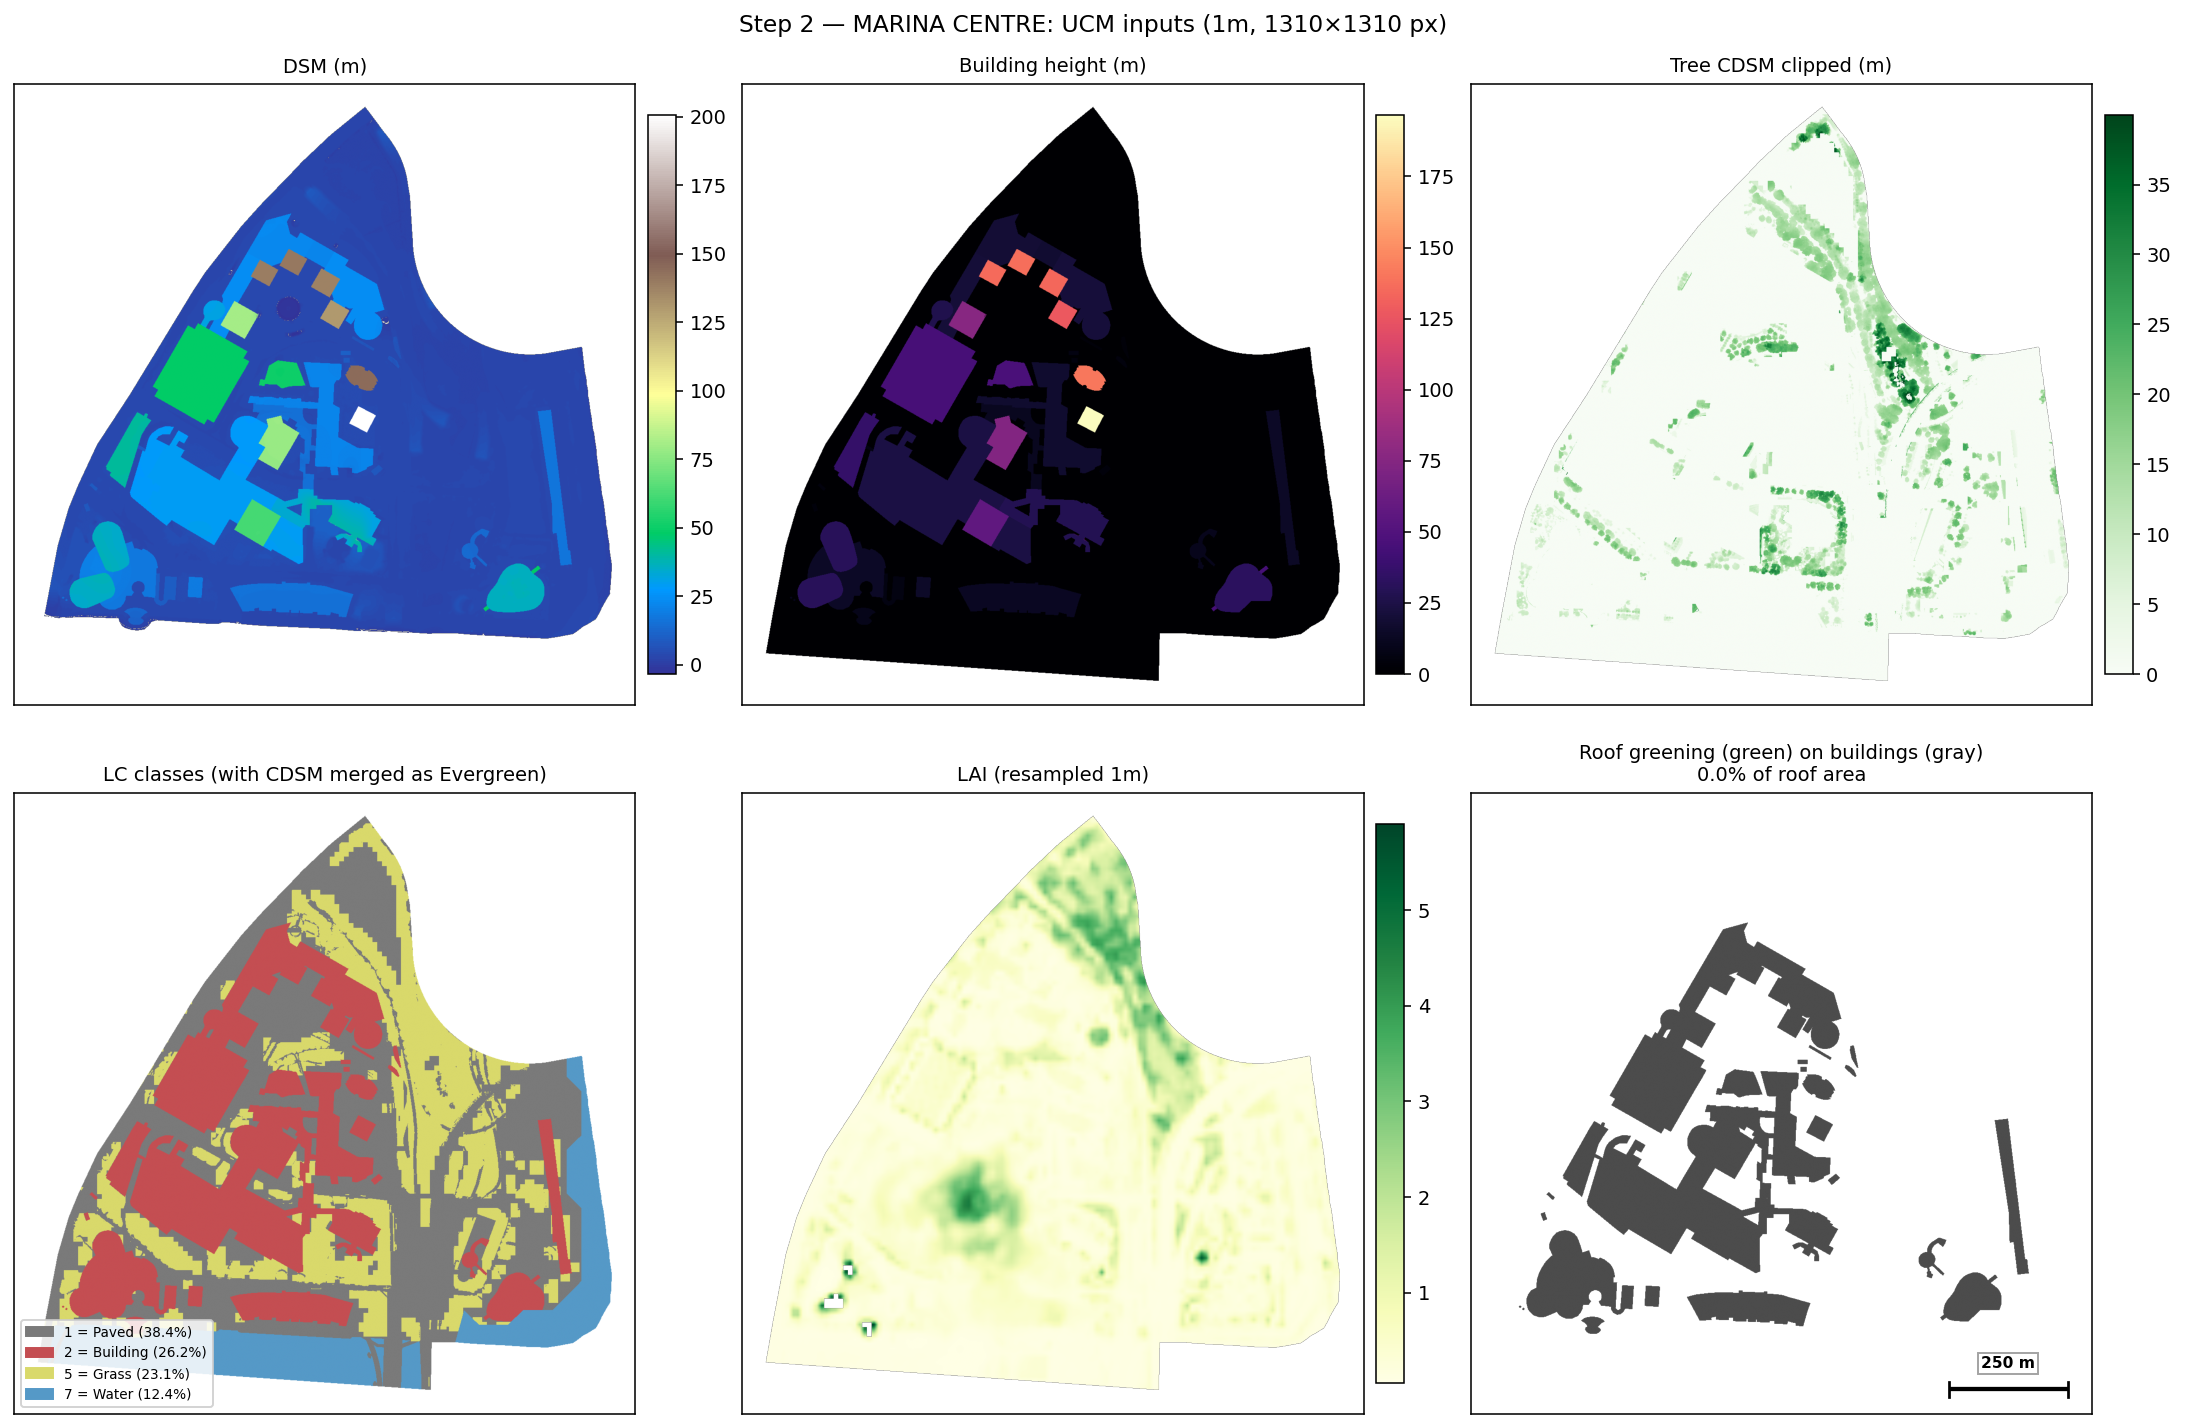 Step 2 — MARINA CENTRE: UCM inputs (1m, 1310×1310 px)
DSM (m)
200
175
150
125
100
75
50
25
0
Building height (m)
175
150
125
100
75
50
25
0
Tree CDSM clipped (m)
35
30
25
20
15
10
5
0
LC classes (with CDSM merged as Evergreen)
1 = Paved (38.4%)
2 = Building (26.2%)
5 = Grass (23.1%)
7 = Water (12.4%)
LAI (resampled 1m)
5
4
3
2
1
Roof greening (green) on buildings (gray)
0.0% of roof area
250 m